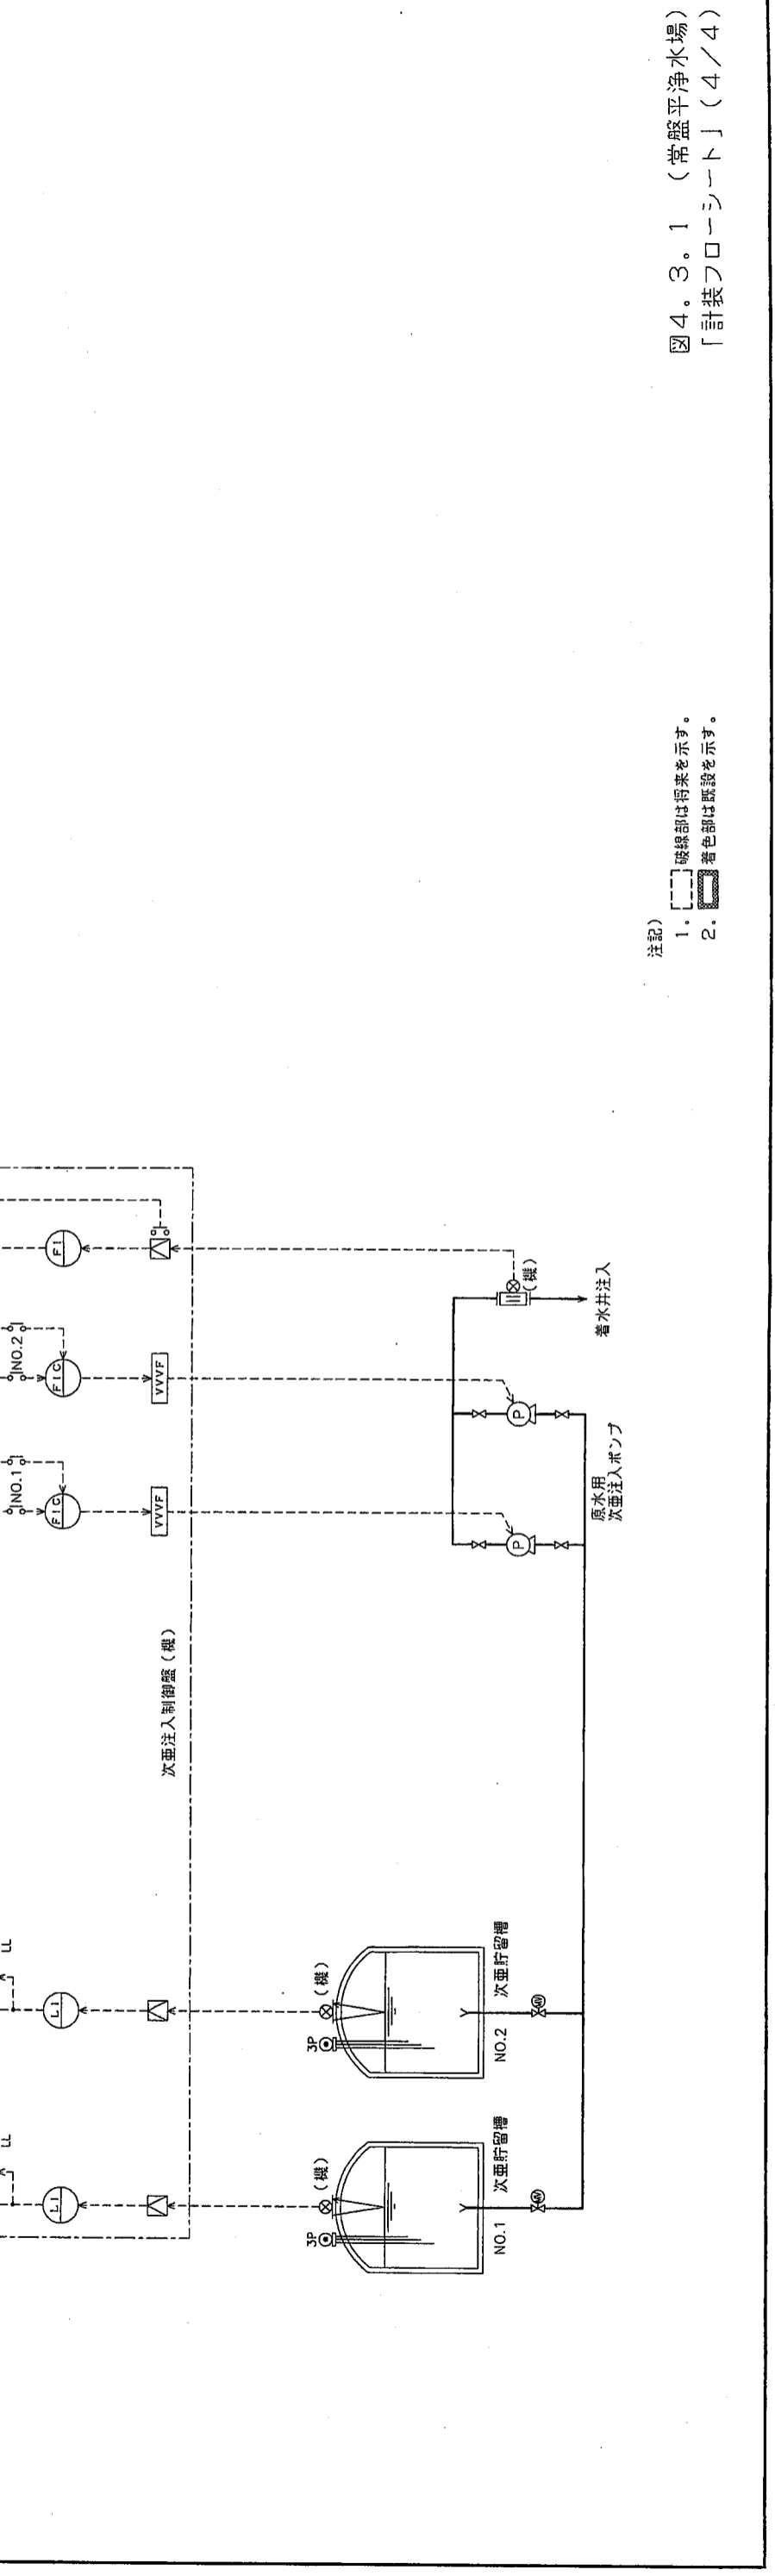 図4.3.1 (常盤平浄水場)
「計装フローシート」(4/4)
注記)
1. 破線部は将来を示す。
2. 着色部は既設を示す。
LL
LL
NO.1
NO.2
LI
LI
FIC
FIC
FI
VVVF
VVVF
次亜注入制御盤(機)
3P
(機)
3P
(機)
(機)
NO.1 次亜貯留槽
NO.2 次亜貯留槽
P
P
原水用
次亜注入ポンプ
着水井注入